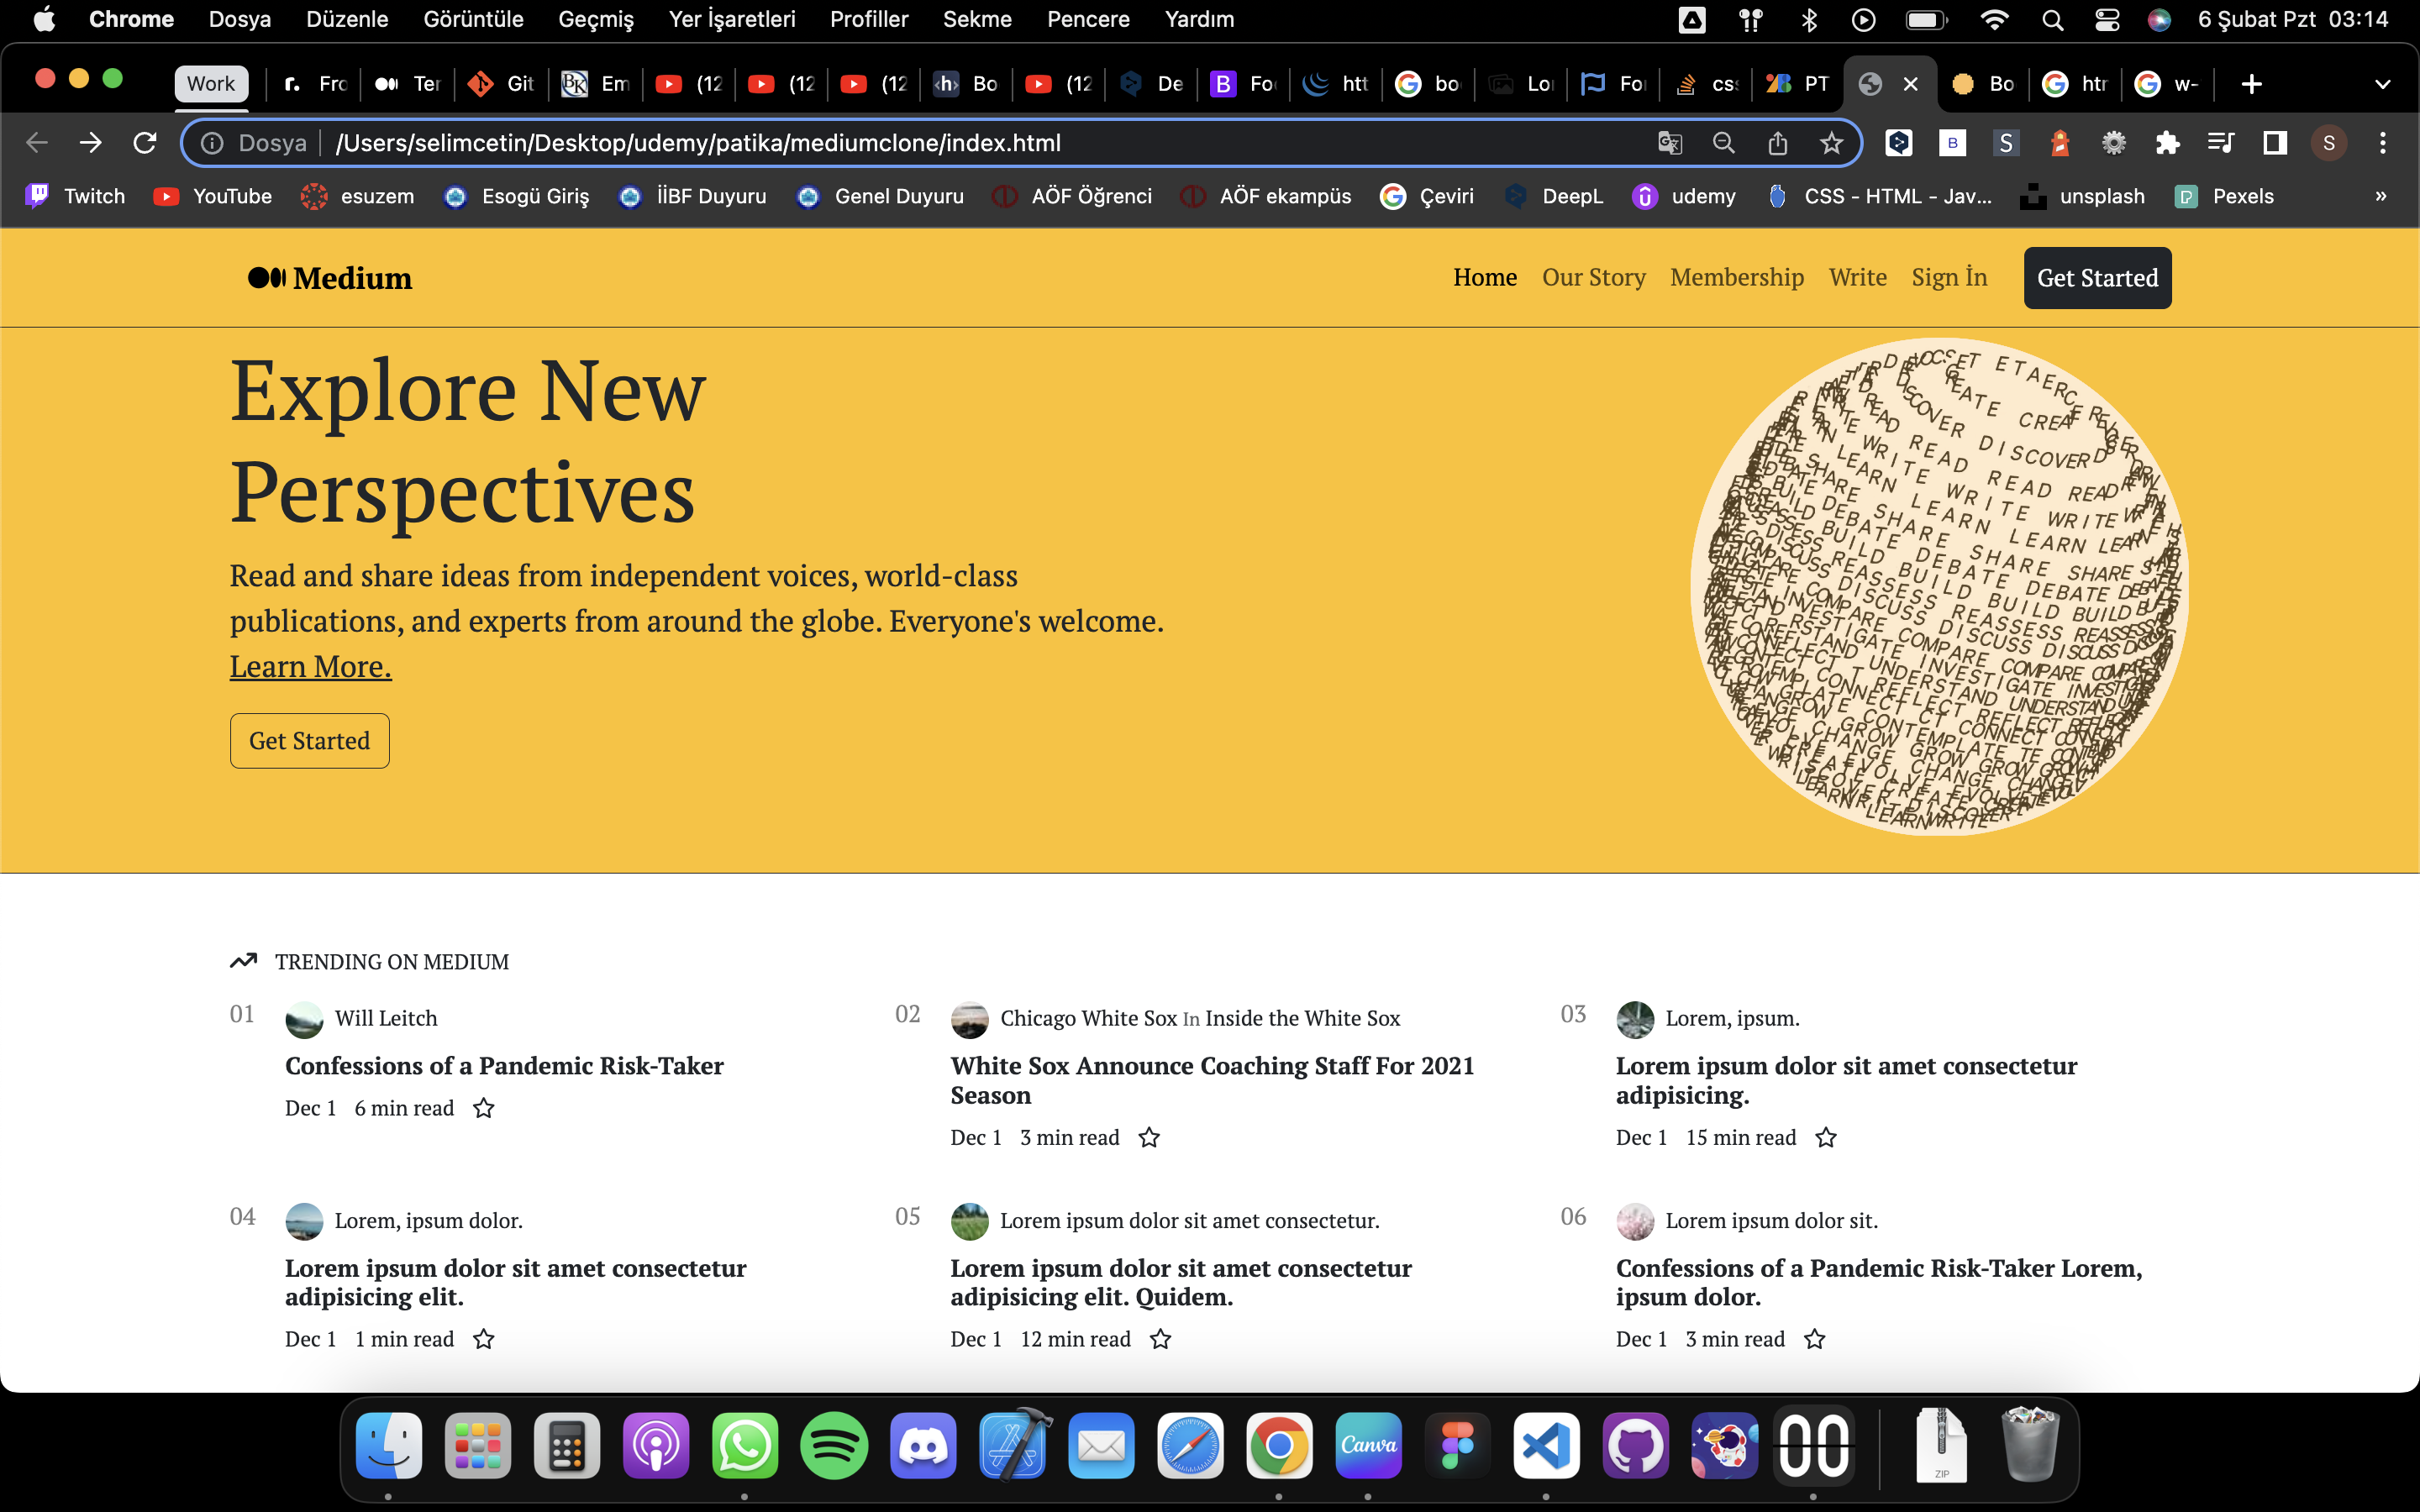 Chrome Dosya Düzenle Görüntüle Geçmiş Yer İşaretleri Profiller Sekme Pencere Yardım 6 Şubat Pzt 03:14
Work Fro Ter Git Em (12 (12 (12 Bo (12 De Fo htt bo Lo Fo css PT Bo htr w-
Dosya /Users/selimcetin/Desktop/udemy/patika/mediumclone/index.html S
Twitch YouTube esuzem Esogü Giriş İİBF Duyuru Genel Duyuru AÖF Öğrenci AÖF ekampüs Çeviri DeepL udemy CSS - HTML - Jav... unsplash Pexels »
Medium Home Our Story Membership Write Sign İn Get Started
Explore New
Perspectives
Read and share ideas from independent voices, world-class
publications, and experts from around the globe. Everyone's welcome.
Learn More.
Get Started
TRENDING ON MEDIUM
01 Will Leitch
Confessions of a Pandemic Risk-Taker
Dec 1 6 min read
02 Chicago White Sox In Inside the White Sox
White Sox Announce Coaching Staff For 2021
Season
Dec 1 3 min read
03 Lorem, ipsum.
Lorem ipsum dolor sit amet consectetur
adipisicing.
Dec 1 15 min read
04 Lorem, ipsum dolor.
Lorem ipsum dolor sit amet consectetur
adipisicing elit.
Dec 1 1 min read
05 Lorem ipsum dolor sit amet consectetur.
Lorem ipsum dolor sit amet consectetur
adipisicing elit. Quidem.
Dec 1 12 min read
06 Lorem ipsum dolor sit.
Confessions of a Pandemic Risk-Taker Lorem,
ipsum dolor.
Dec 1 3 min read
Canva 00 ZIP